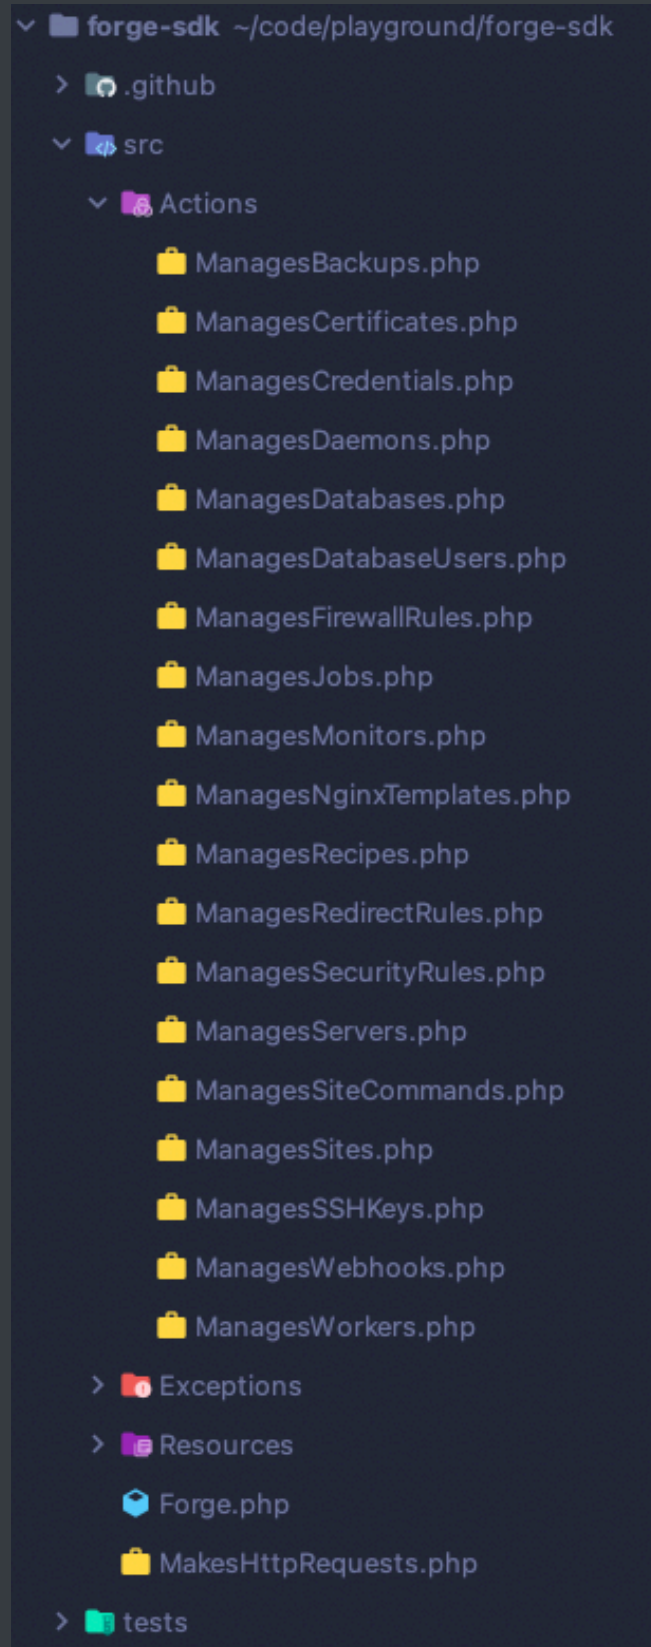 forge-sdk ~/code/playground/forge-sdk
.github
src
Actions
ManagesBackups.php
ManagesCertificates.php
ManagesCredentials.php
ManagesDaemons.php
ManagesDatabases.php
ManagesDatabaseUsers.php
ManagesFirewallRules.php
ManagesJobs.php
ManagesMonitors.php
ManagesNginxTemplates.php
ManagesRecipes.php
ManagesRedirectRules.php
ManagesSecurityRules.php
ManagesServers.php
ManagesSiteCommands.php
ManagesSites.php
ManagesSSHKeys.php
ManagesWebhooks.php
ManagesWorkers.php
Exceptions
Resources
Forge.php
MakesHttpRequests.php
tests